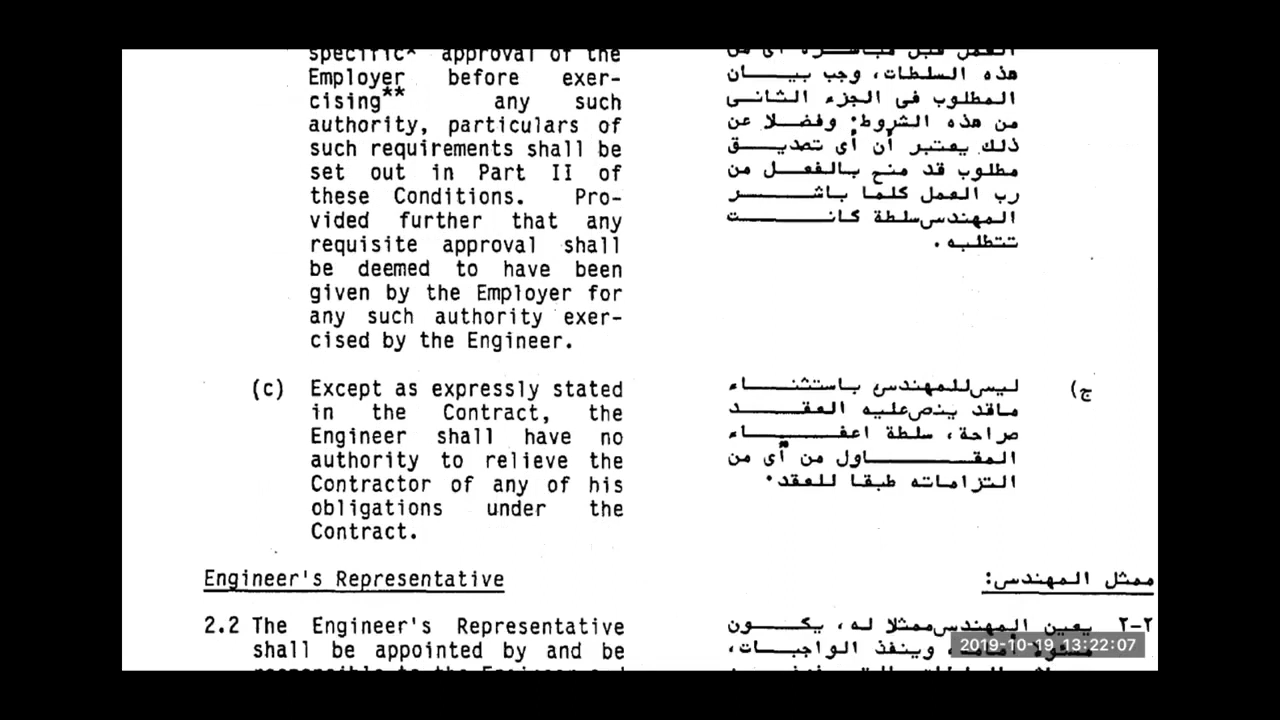 specific* approval of the
Employer before exer-
cising** any such
authority, particulars of
such requirements shall be
set out in Part II of
these Conditions. Pro-
vided further that any
requisite approval shall
be deemed to have been
given by the Employer for
any such authority exer-
cised by the Engineer.
(c) Except as expressly stated
in the Contract, the
Engineer shall have no
authority to relieve the
Contractor of any of his
obligations under the
Contract.
Engineer's Representative
2.2 The Engineer's Representative
shall be appointed by and be
العمل قبل مباشرة أى من
هذه السلطات، وجب بيان
المطلوب فى الجزء الثانى
من هذه الشروط. وفضلا عن
ذلك يعتبر أن أى تصديق
مطلوب قد منح بالفعل من
رب العمل كلما باشر
المهندس سلطة كانت
تتطلبه.
ج) ليس للمهندس باستثناء
ماقد ينص عليه العقد
صراحة، سلطة اعفاء
المقاول من أى من
التزاماته طبقا للعقد.
ممثل المهندس:
٢-٢ يعين المهندس ممثلا له، يكون
وينفذ الواجبات،
2019-10-19 13:22:07